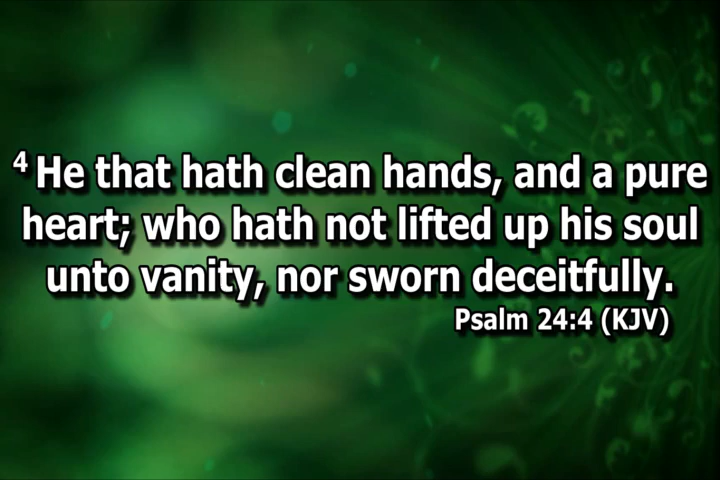 4 He that hath clean hands, and a pure
heart; who hath not lifted up his soul
unto vanity, nor sworn deceitfully.
Psalm 24:4 (KJV)